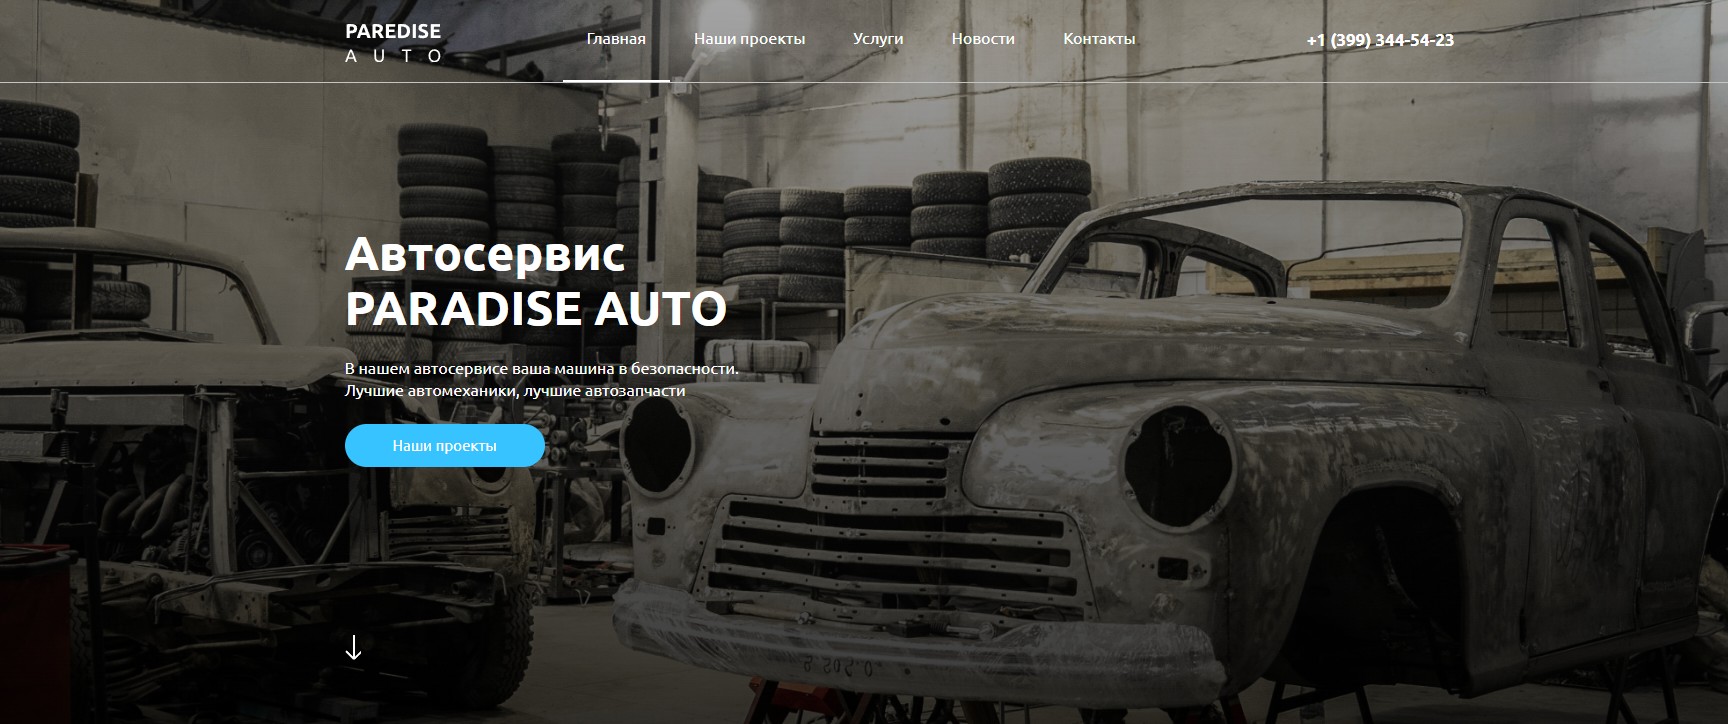 PAREDISE
AUTO
Главная Наши проекты Услуги Новости Контакты
+1 (399) 344-54-23
Автосервис
PARADISE AUTO
В нашем автосервисе ваша машина в безопасности.
Лучшие автомеханики, лучшие автозапчасти
Наши проекты